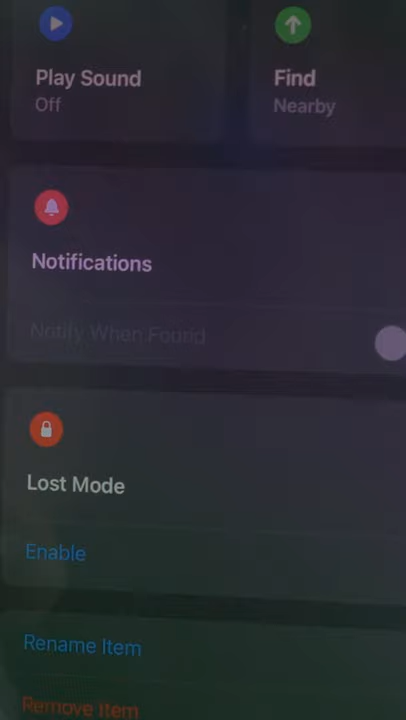 Play Sound
Off
Find
Nearby
Notifications
Notify When Found
Lost Mode
Enable
Rename Item
Remove Item